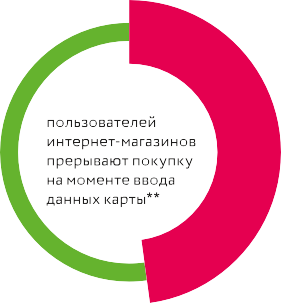 пользователей
интернет-магазинов
прерывают покупку
на моменте ввода
данных карты**